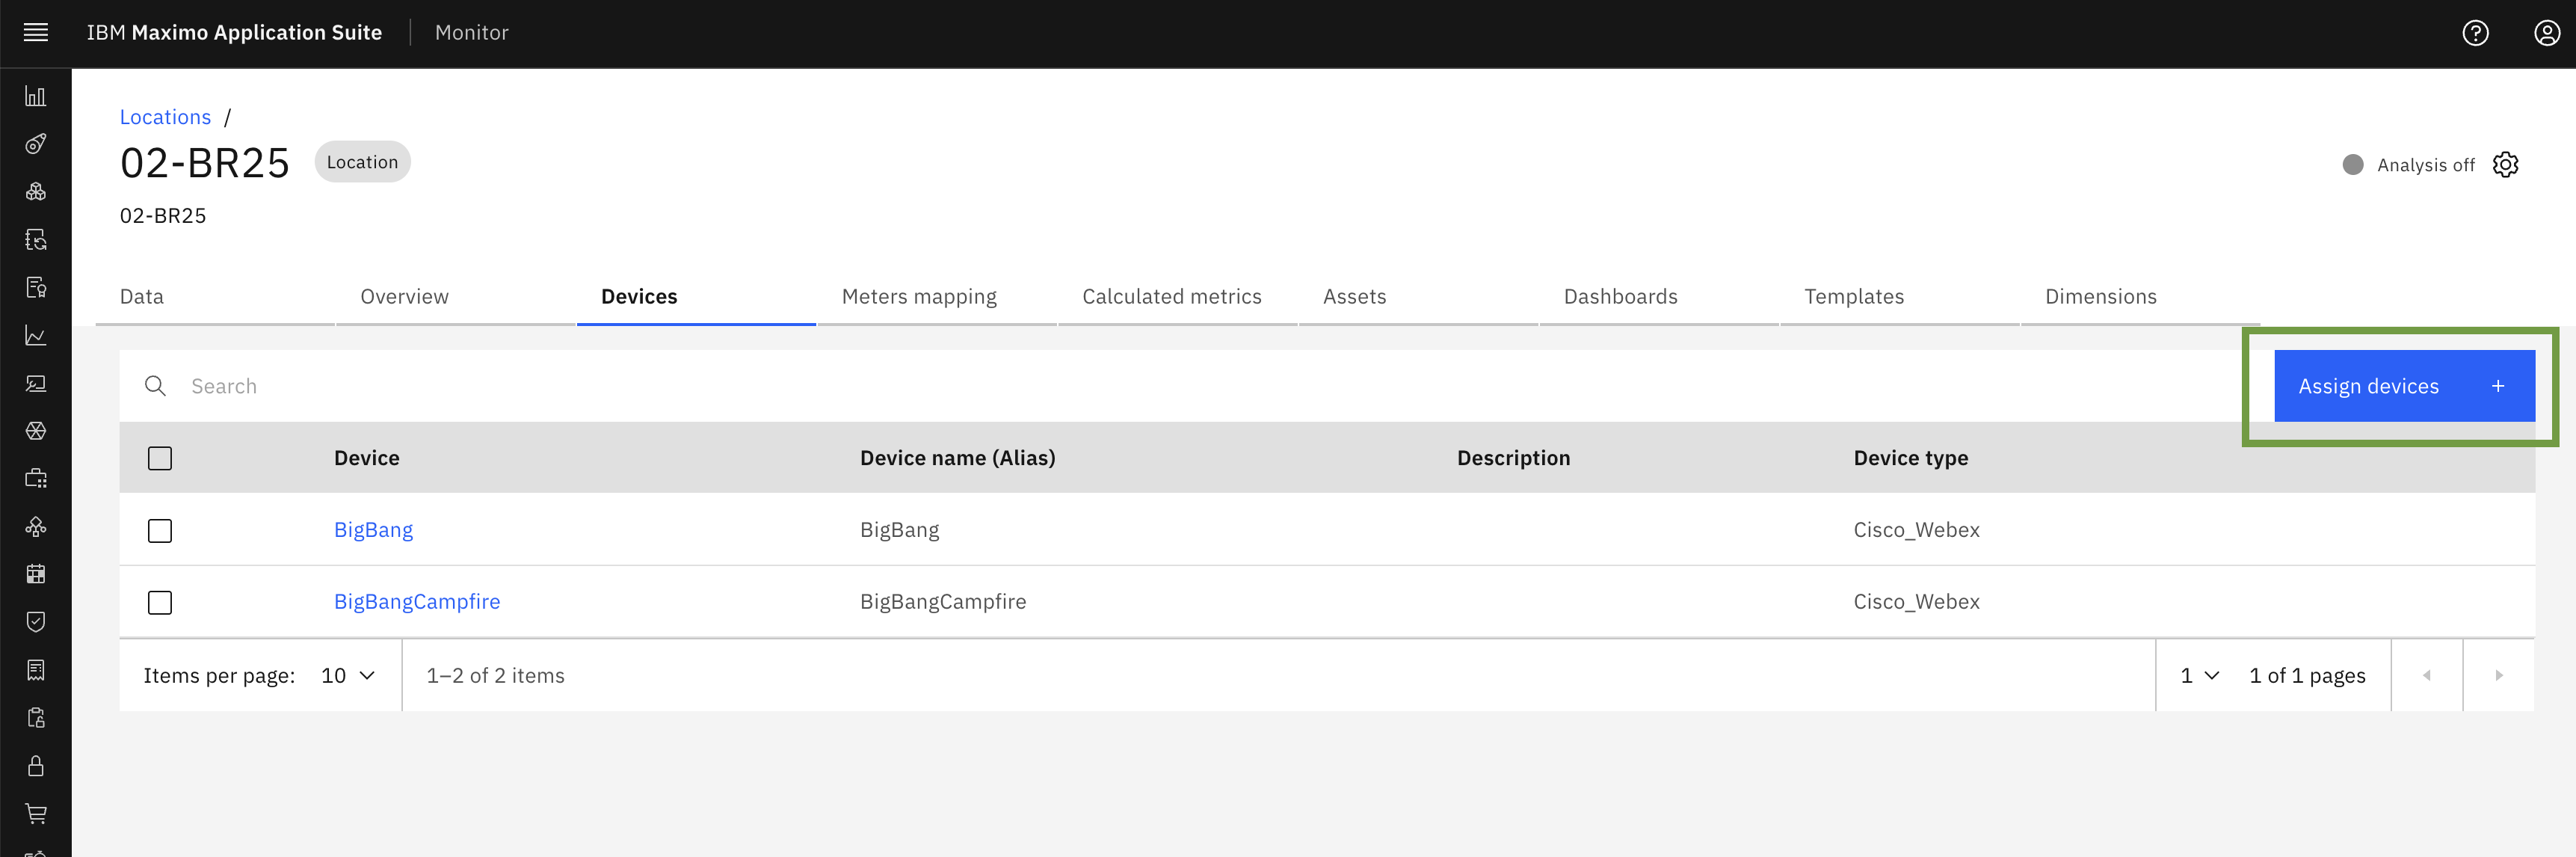 IBM Maximo Application Suite | Monitor
Locations /
02-BR25 Location
Analysis off
02-BR25
Data Overview Devices Meters mapping Calculated metrics Assets Dashboards Templates Dimensions
Search Assign devices +
Device Device name (Alias) Description Device type
BigBang BigBang Cisco_Webex
BigBangCampfire BigBangCampfire Cisco_Webex
Items per page: 10 1–2 of 2 items 1 1 of 1 pages